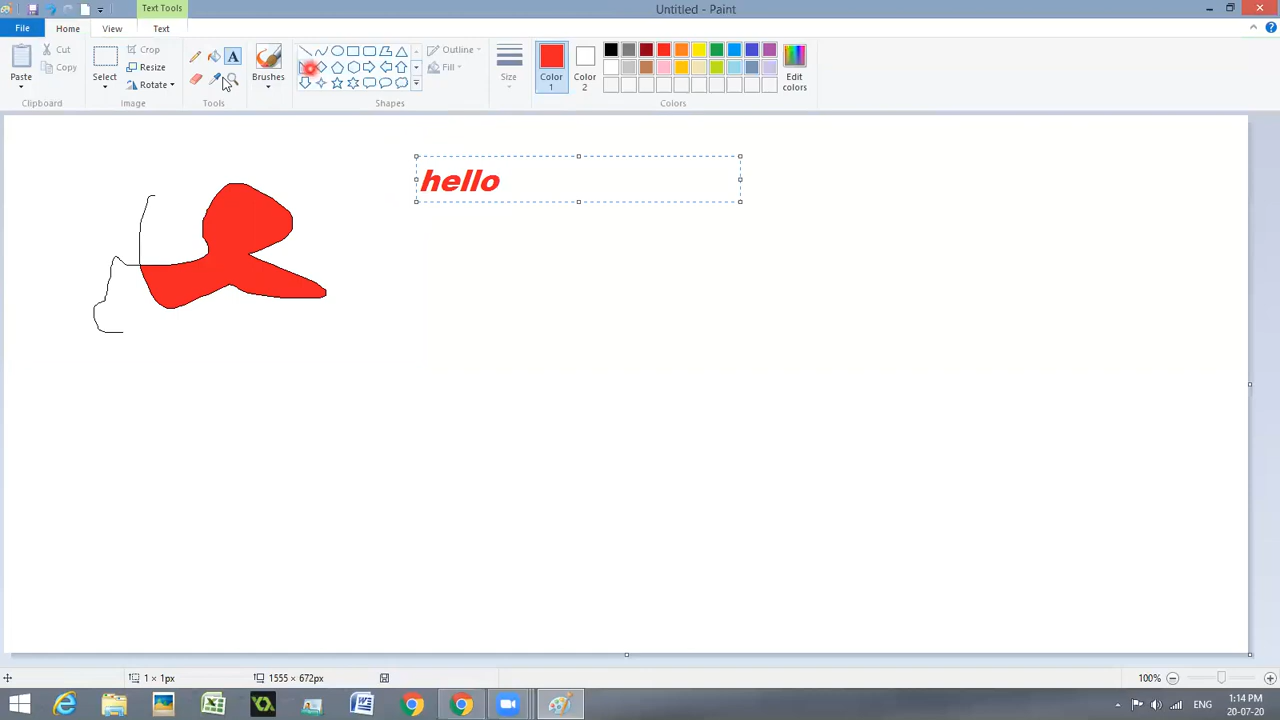 Text Tools
Untitled - Paint
File Home View Text
Paste
Cut
Copy
Clipboard
Select
Crop
Resize
Rotate
Image
A
Tools
Brushes
Outline
Fill
Shapes
Size
Color
1
Color
2
Edit
colors
Colors
hello
1 × 1px
1555 × 672px
100%
ENG
1:14 PM
20-07-20